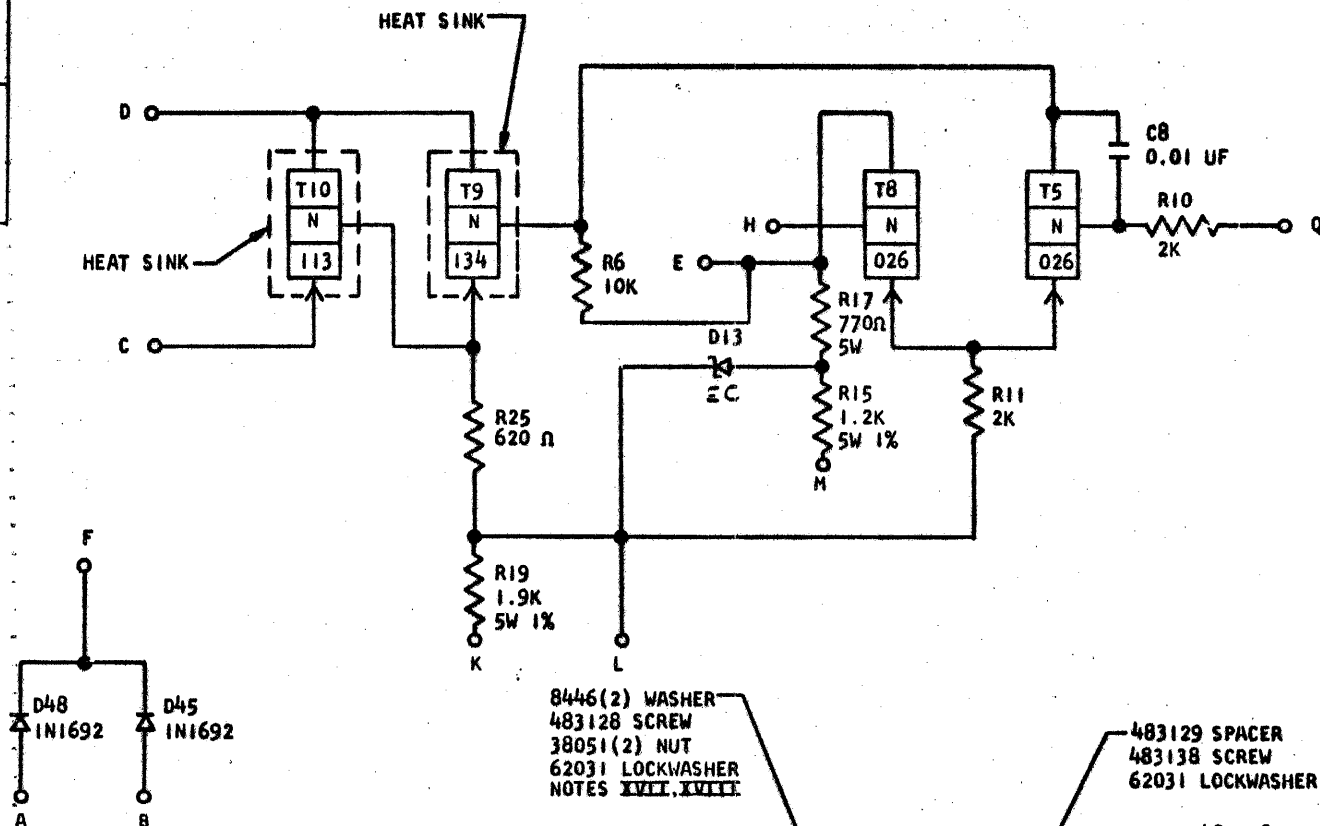 HEAT SINK
D
C8
0.01 UF
T10
N
113
T9
N
134
T8
N
026
T5
N
026
R10
2K
Q
H
HEAT SINK
R6
10K
E
R17
770Ω
5W
C
D13
R15
1.2K
5W 1%
R11
2K
R25
620 Ω
M
F
R19
1.9K
5W 1%
K
L
D48
1N1692
D45
1N1692
8446(2) WASHER
483128 SCREW
38051(2) NUT
62031 LOCKWASHER
NOTES XVII, XVIII
483129 SPACER
483138 SCREW
62031 LOCKWASHER
A
B